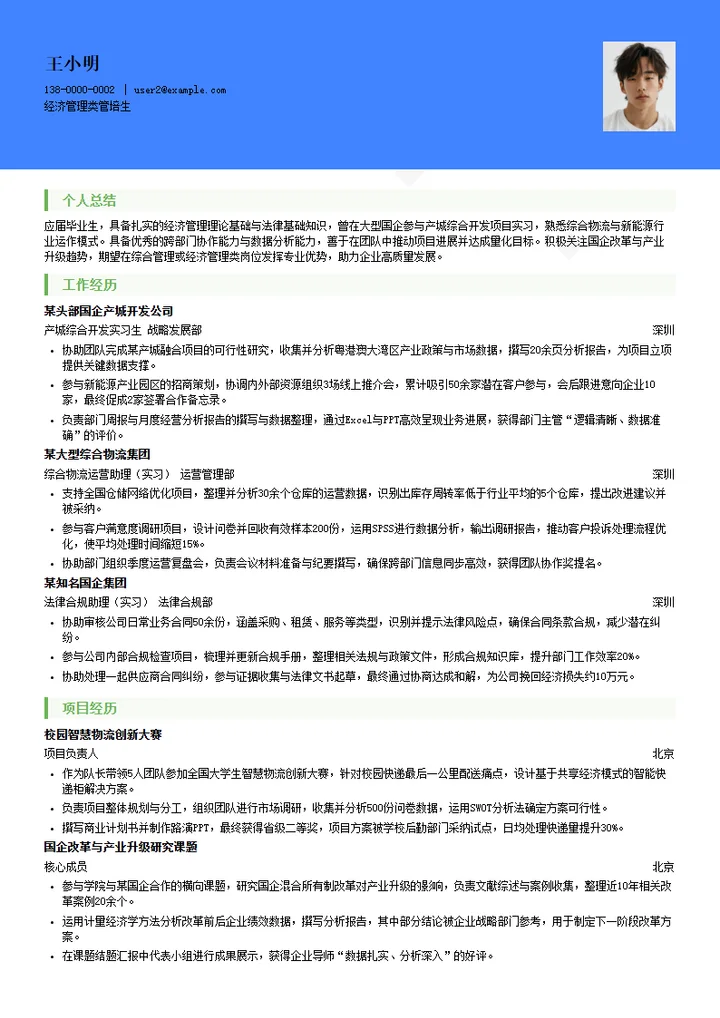 王小明
138-0000-0002 | user2@example.com
经济管理类管培生
个人总结
应届毕业生，具备扎实的经济管理理论基础与法律基础知识，曾在大型国企参与产城综合开发项目实习，熟悉综合物流与新能源行
业运作模式。具备优秀的跨部门协作能力与数据分析能力，善于在团队中推动项目进展并达成量化目标。积极关注国企改革与产业
升级趋势，期望在综合管理或经济管理类岗位发挥专业优势，助力企业高质量发展。
工作经历
某头部国企产城开发公司
产城综合开发实习生 战略发展部 深圳
• 协助团队完成某产城融合项目的可行性研究，收集并分析粤港澳大湾区产业政策与市场数据，撰写20余页分析报告，为项目立项
提供关键数据支撑。
• 参与新能源产业园区的招商策划，协调内外部资源组织3场线上推介会，累计吸引50余家潜在客户参与，会后跟进意向企业10
家，最终促成2家签署合作备忘录。
• 负责部门周报与月度经营分析报告的撰写与数据整理，通过Excel与PPT高效呈现业务进展，获得部门主管“逻辑清晰、数据准
确”的评价。
某大型综合物流集团
综合物流运营助理（实习） 运营管理部 深圳
• 支持全国仓储网络优化项目，整理并分析30余个仓库的运营数据，识别出库存周转率低于行业平均的5个仓库，提出改进建议并
被采纳。
• 参与客户满意度调研项目，设计问卷并回收有效样本200份，运用SPSS进行数据分析，输出调研报告，推动客户投诉处理流程优
化，使平均处理时间缩短15%。
• 协助部门组织季度运营复盘会，负责会议材料准备与纪要撰写，确保跨部门信息同步高效，获得团队协作奖提名。
某知名国企集团
法律合规助理（实习） 法律合规部 深圳
• 协助审核公司日常业务合同50余份，涵盖采购、租赁、服务等类型，识别并提示法律风险点，确保合同条款合规，减少潜在纠
纷。
• 参与公司内部合规检查项目，梳理并更新合规手册，整理相关法规与政策文件，形成合规知识库，提升部门工作效率20%。
• 协助处理一起供应商合同纠纷，参与证据收集与法律文书起草，最终通过协商达成和解，为公司挽回经济损失约10万元。
项目经历
校园智慧物流创新大赛
项目负责人 北京
• 作为队长带领5人团队参加全国大学生智慧物流创新大赛，针对校园快递最后一公里配送痛点，设计基于共享经济模式的智能快
递柜解决方案。
• 负责项目整体规划与分工，组织团队进行市场调研，收集并分析500份问卷数据，运用SWOT分析法确定方案可行性。
• 撰写商业计划书并制作路演PPT，最终获得省级二等奖，项目方案被学校后勤部门采纳试点，日均处理快递量提升30%。
国企改革与产业升级研究课题
核心成员 北京
• 参与学院与某国企合作的横向课题，研究国企混合所有制改革对产业升级的影响，负责文献综述与案例收集，整理近10年相关改
革案例20余个。
• 运用计量经济学方法分析改革前后企业绩效数据，撰写分析报告，其中部分结论被企业战略部门参考，用于制定下一阶段改革方
案。
• 在课题结题汇报中代表小组进行成果展示，获得企业导师“数据扎实、分析深入”的好评。